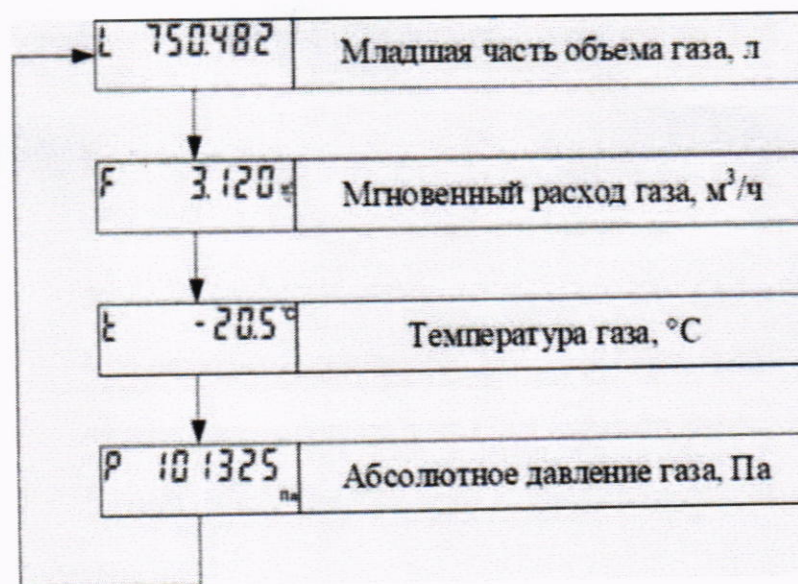 L 750.482 Младшая часть объема газа, л
F 3.120 Мгновенный расход газа, м³/ч
t -20.5 °C Температура газа, °C
P 101325 Па Абсолютное давление газа, Па